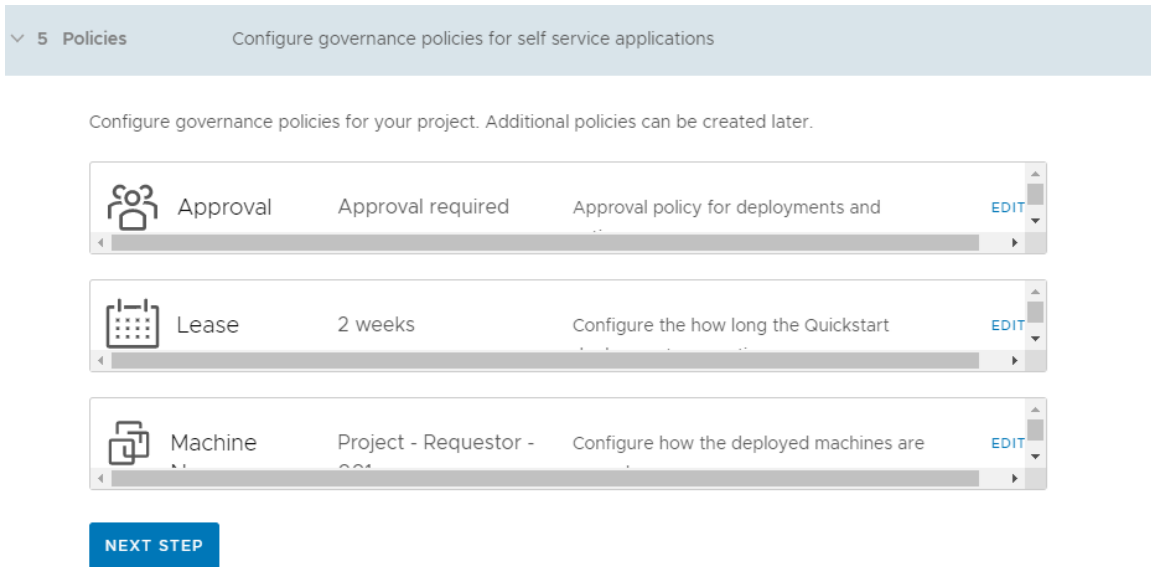 5 Policies Configure governance policies for self service applications
Configure governance policies for your project. Additional policies can be created later.
Approval Approval required Approval policy for deployments and EDIT
Lease 2 weeks Configure the how long the Quickstart EDIT
Machine Project - Requestor - Configure how the deployed machines are EDIT
NEXT STEP